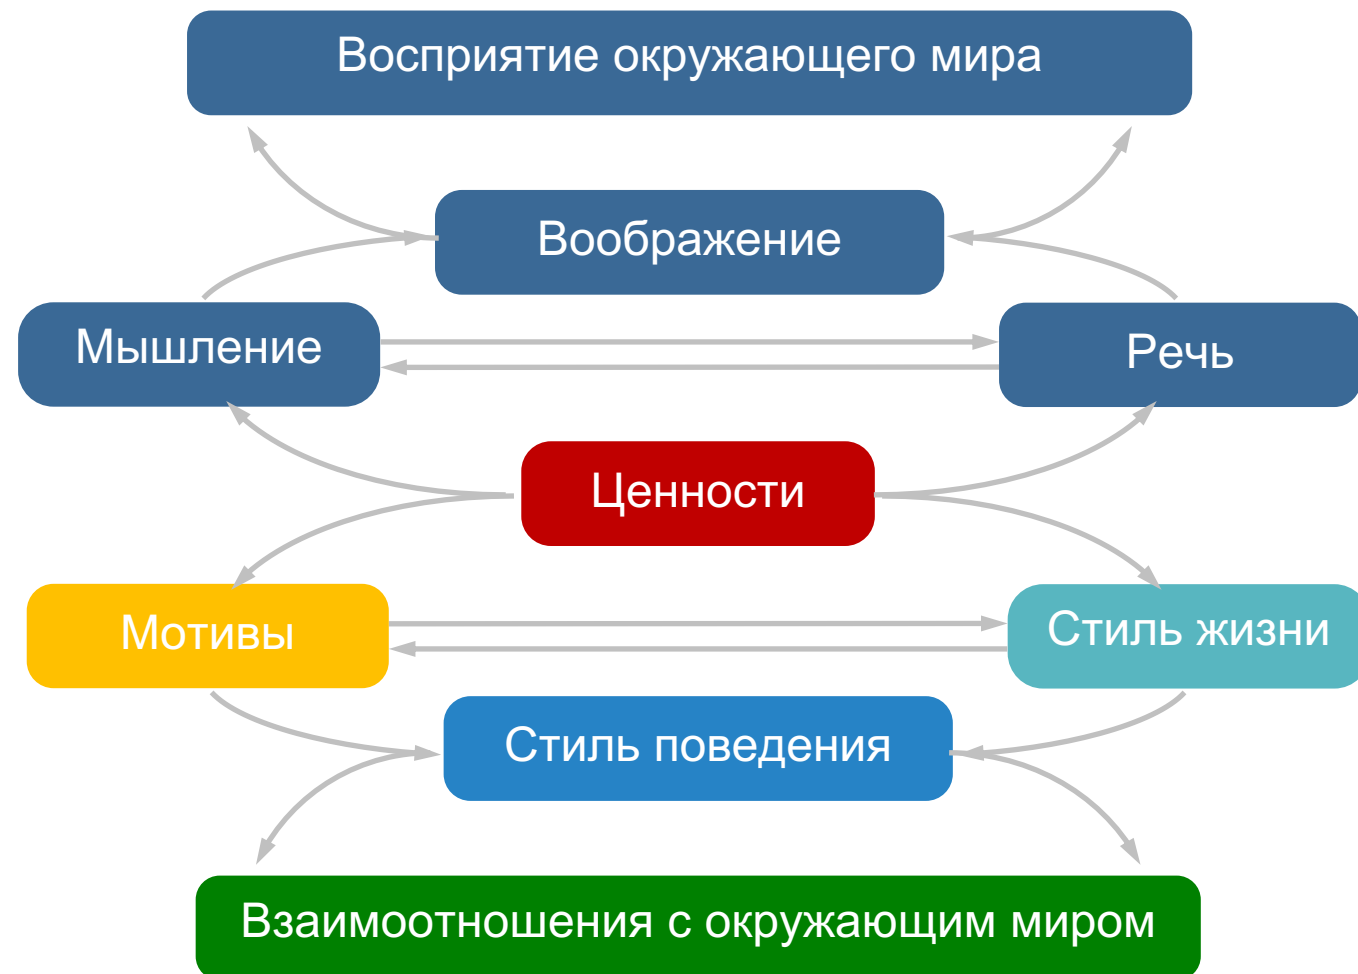 Восприятие окружающего мира
Воображение
Мышление
Речь
Ценности
Мотивы
Стиль жизни
Стиль поведения
Взаимоотношения с окружающим миром